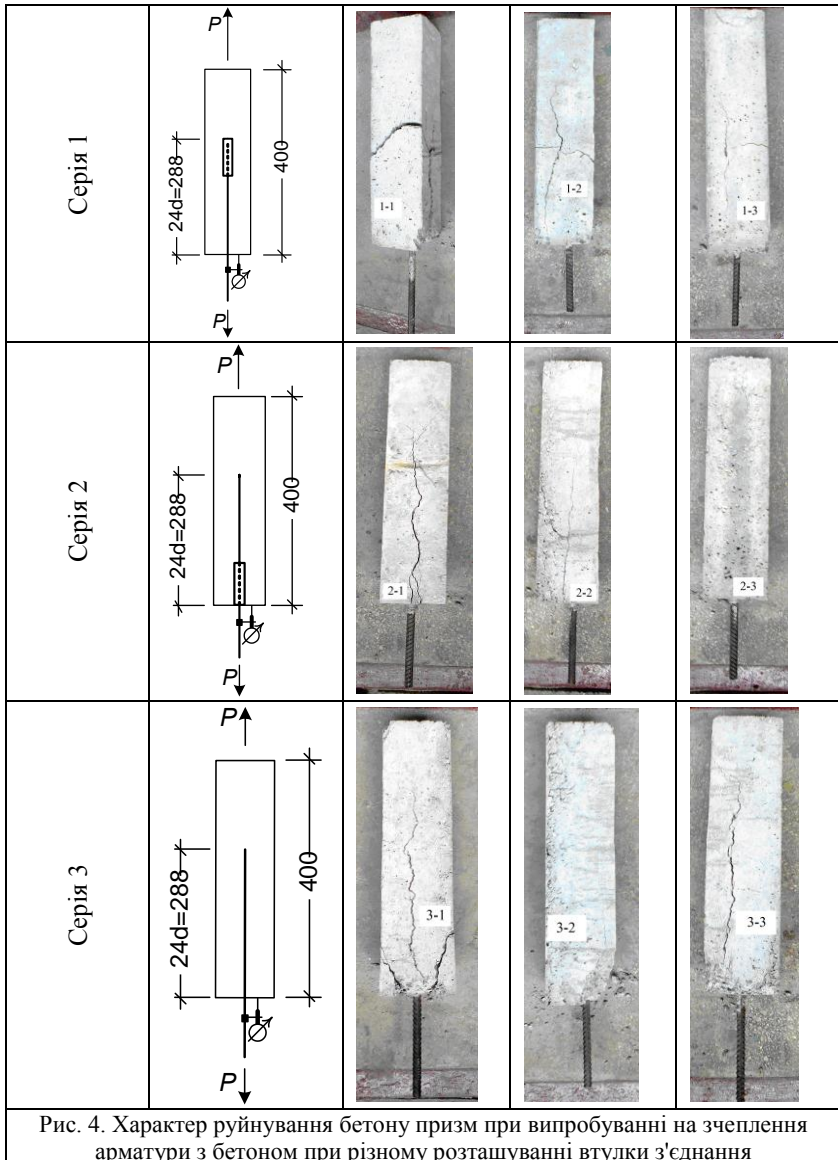 Серія 1
P
24d=288
400
P
1-1
1-2
1-3
Серія 2
P
24d=288
400
P
2-1
2-2
2-3
Серія 3
P
24d=288
400
P
3-1
3-2
3-3
Рис. 4. Характер руйнування бетону призм при випробуванні на зчеплення
арматури з бетоном при різному розташуванні втулки з'єднання